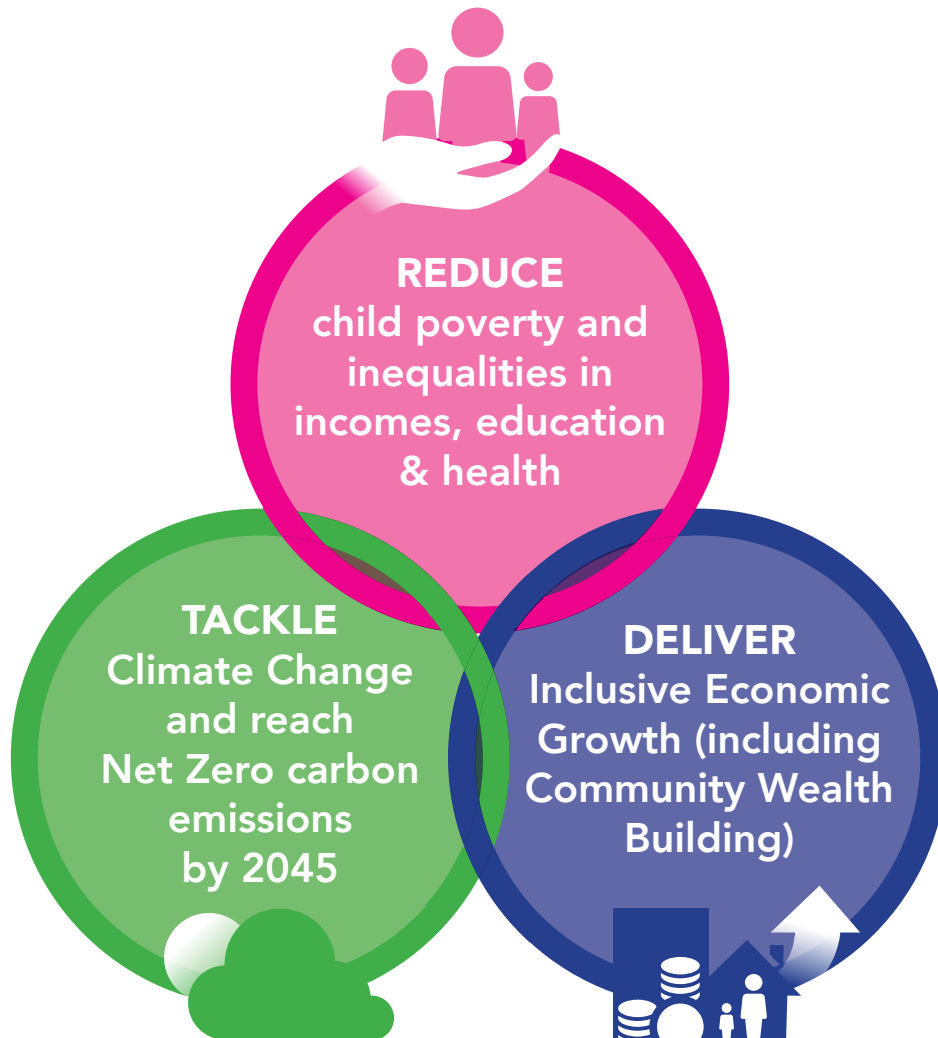 REDUCE
child poverty and
inequalities in
incomes, education
& health
TACKLE
Climate Change
and reach
Net Zero carbon
emissions
by 2045
DELIVER
Inclusive Economic
Growth (including
Community Wealth
Building)